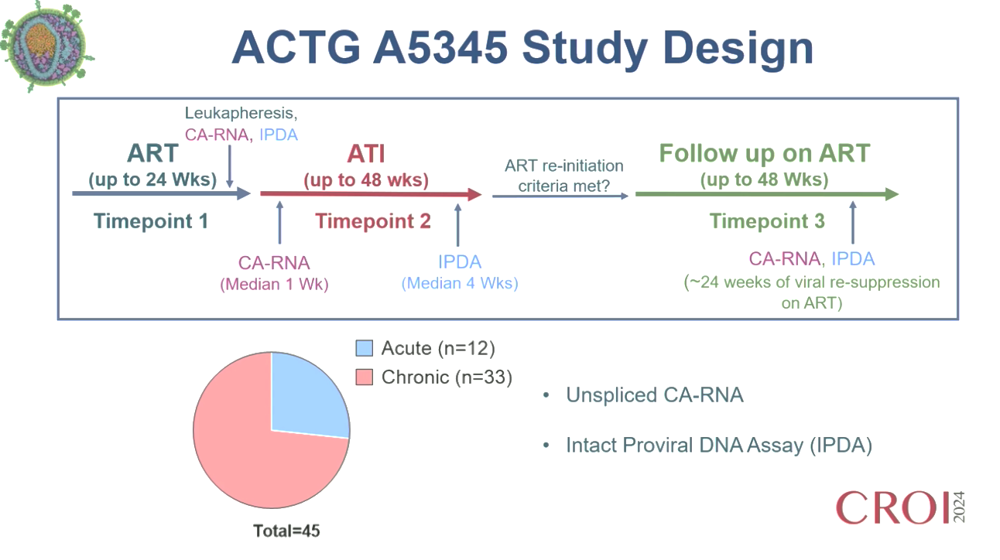 ACTG A5345 Study Design
Leukapheresis,
CA-RNA, IPDA
ART
(up to 24 Wks)
Timepoint 1
ATI
(up to 48 wks)
Timepoint 2
ART re-initiation
criteria met?
Follow up on ART
(up to 48 Wks)
Timepoint 3
CA-RNA
(Median 1 Wk)
IPDA
(Median 4 Wks)
CA-RNA, IPDA
(~24 weeks of viral re-suppression
on ART)
Acute (n=12)
Chronic (n=33)
Total=45
• Unspliced CA-RNA
• Intact Proviral DNA Assay (IPDA)
CROI 2024